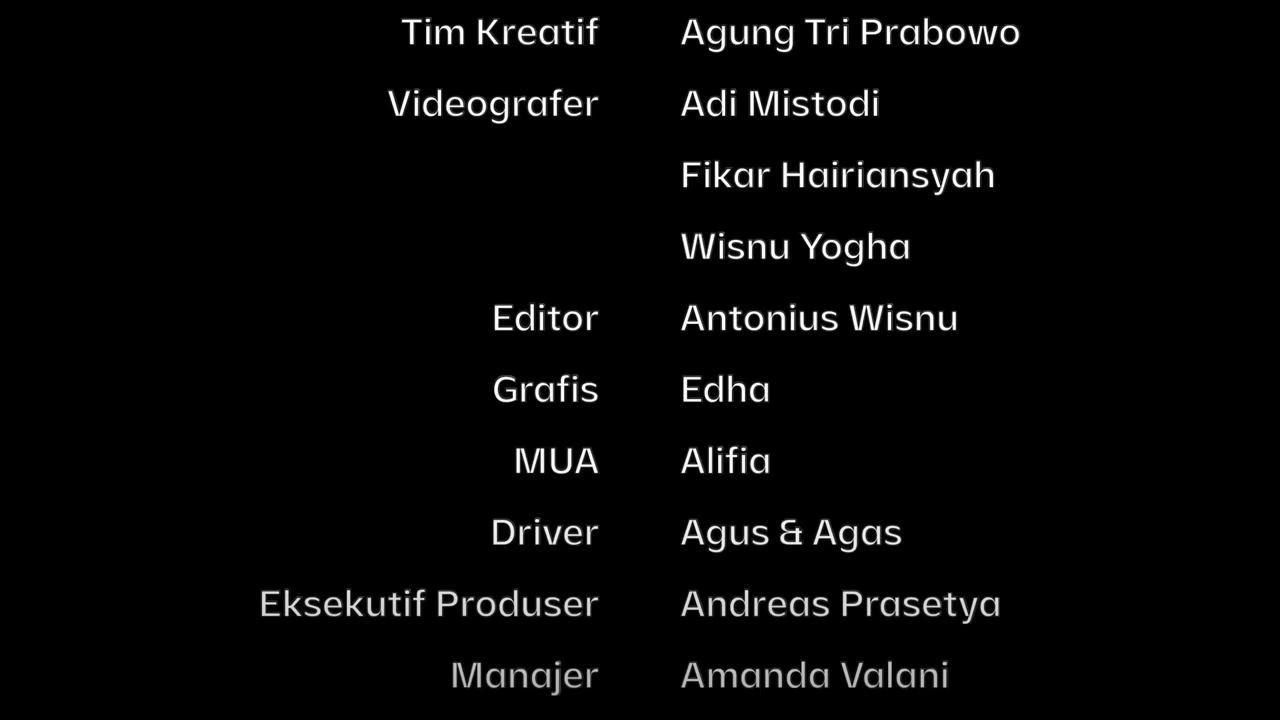 Tim Kreatif Agung Tri Prabowo
Videografer Adi Mistodi
Fikar Hairiansyah
Wisnu Yogha
Editor Antonius Wisnu
Grafis Edha
MUA Alifia
Driver Agus & Agas
Eksekutif Produser Andreas Prasetya
Manajer Amanda Valani